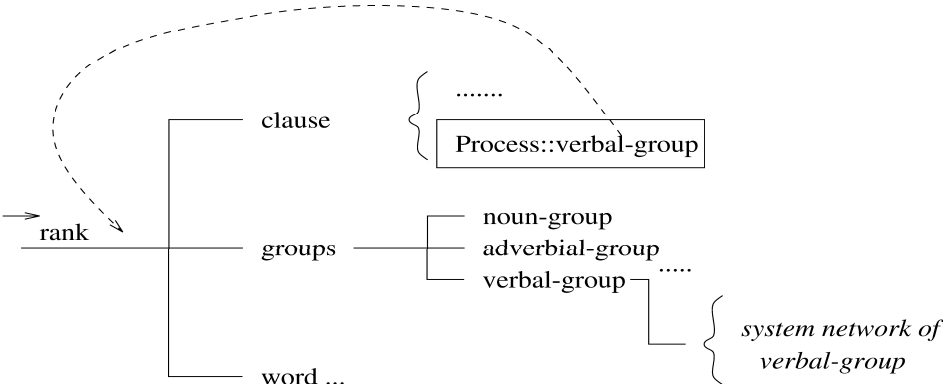 .......
clause
Process::verbal-group
noun-group
rank
groups
adverbial-group
.....
verbal-group
system network of
verbal-group
word ...